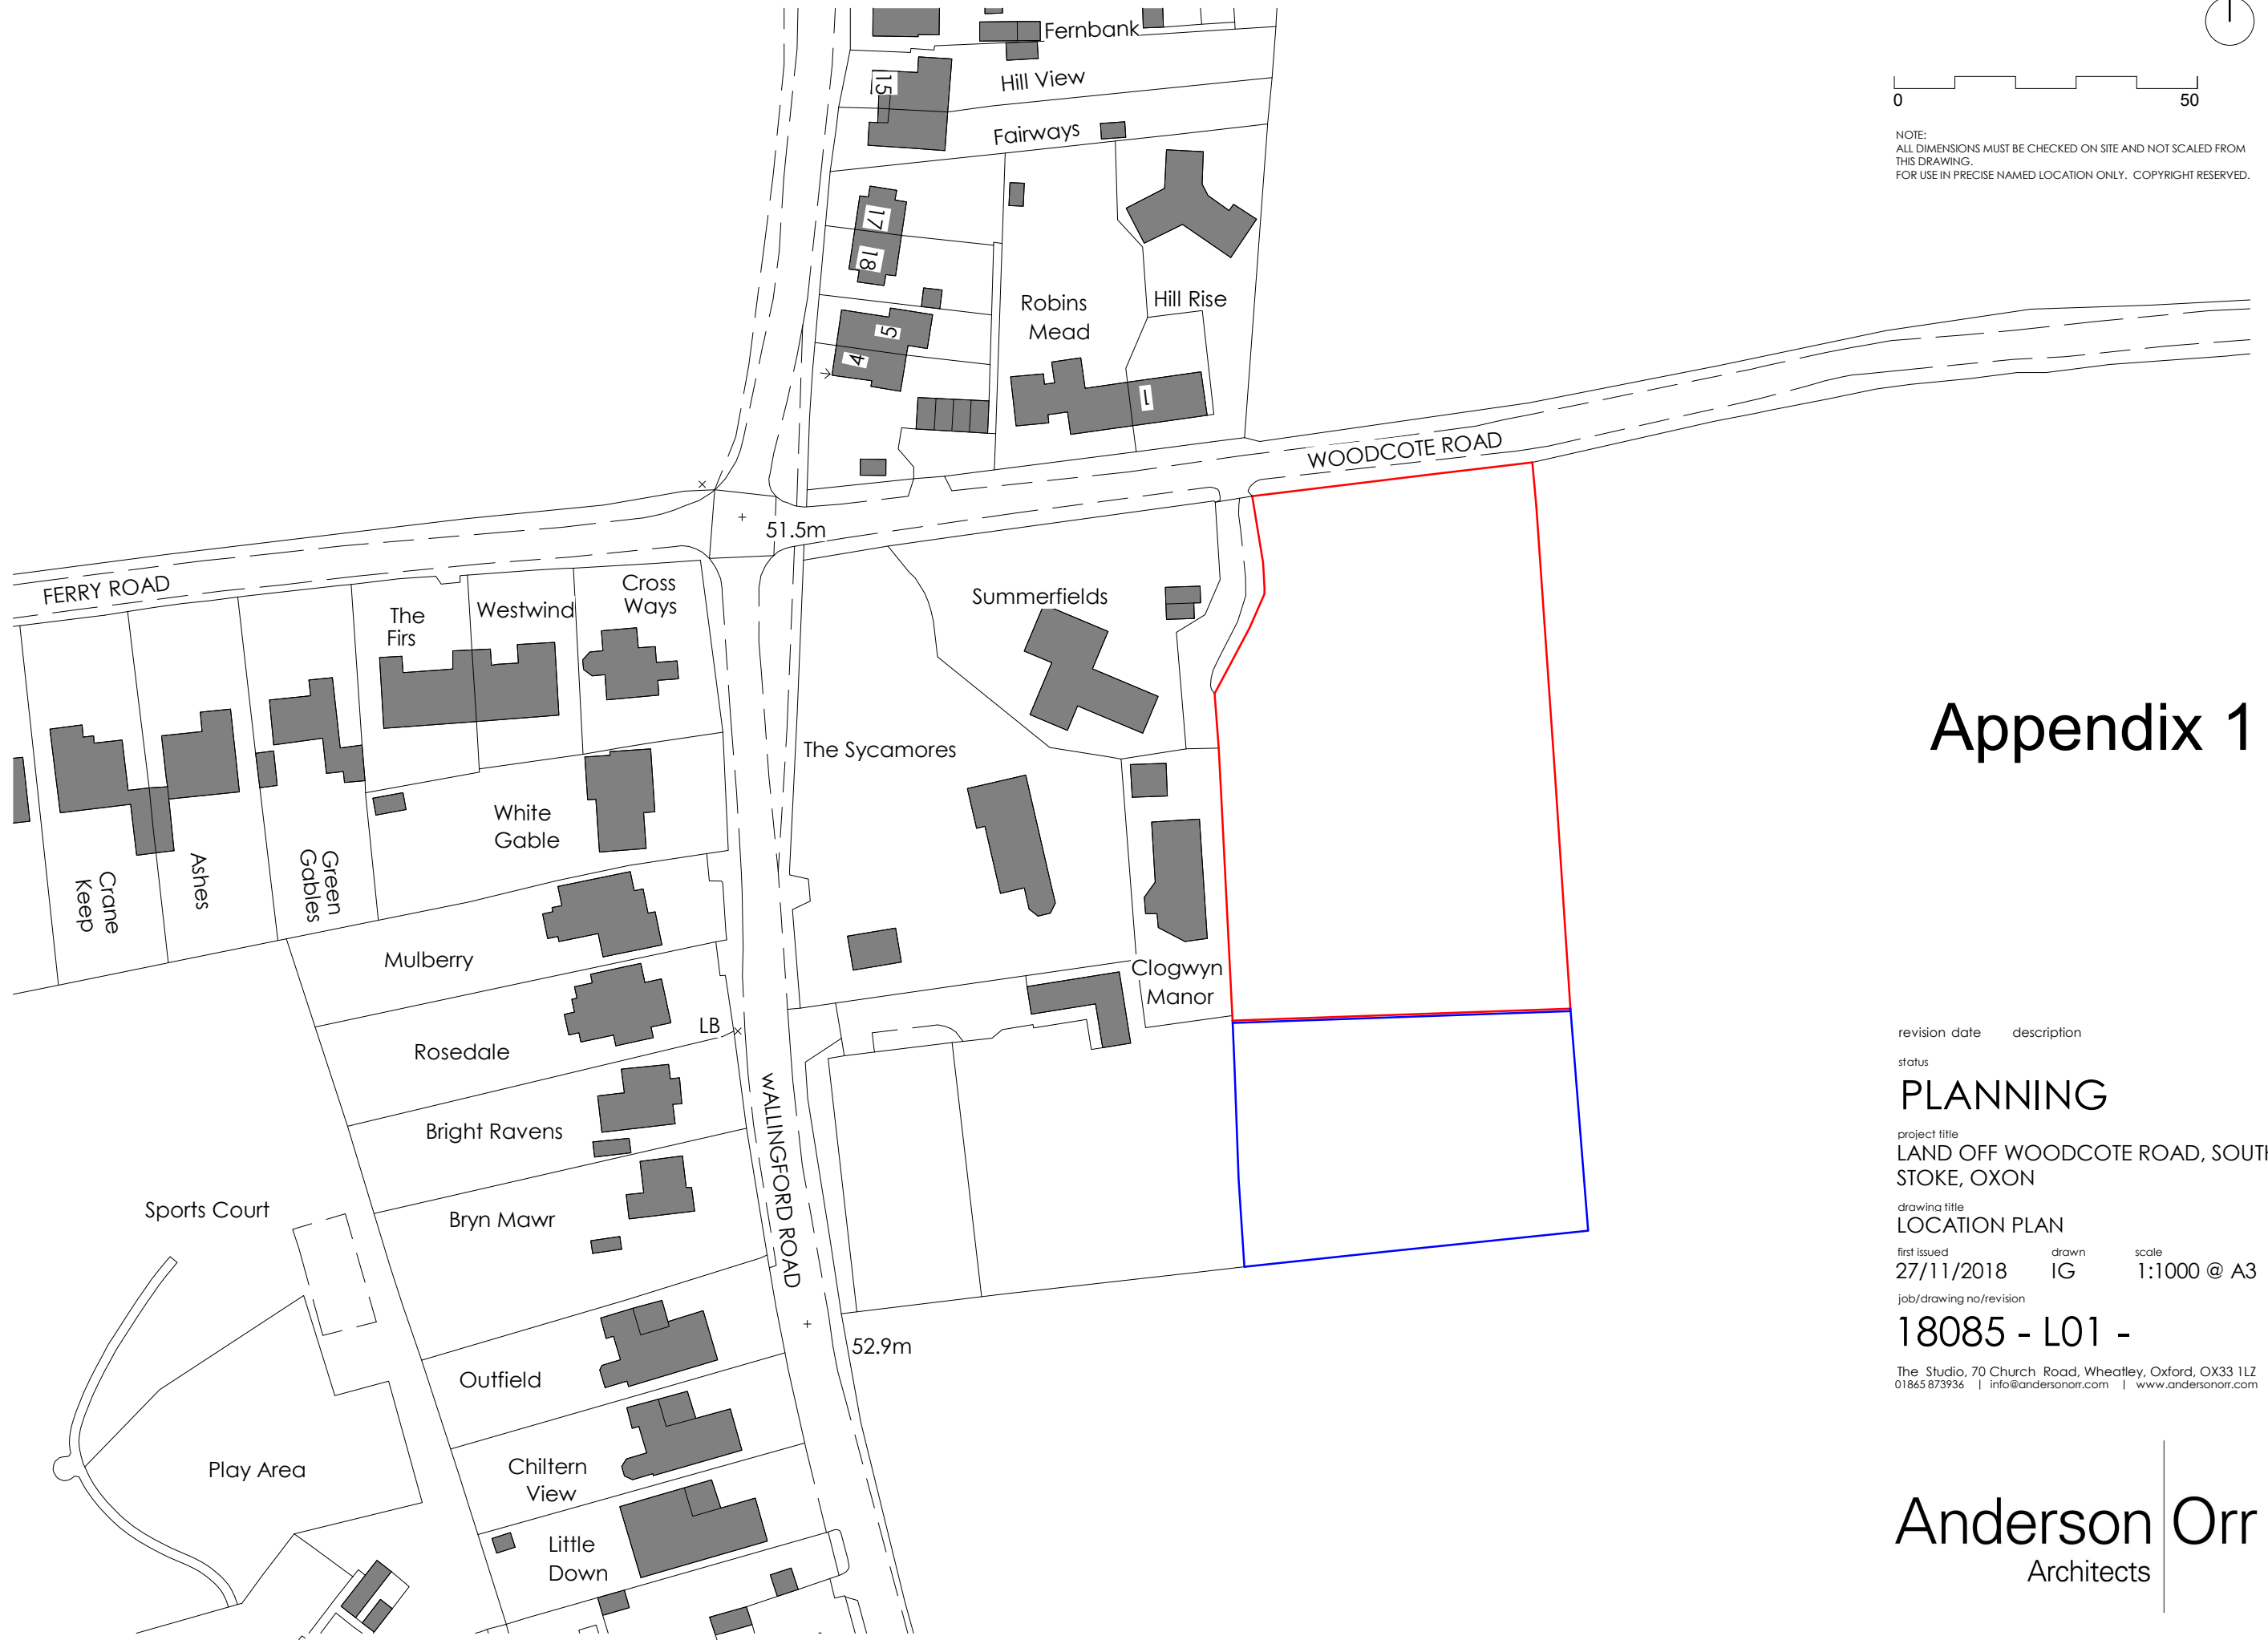 Fernbank
15
Hill View
Fairways
0 50
NOTE:
ALL DIMENSIONS MUST BE CHECKED ON SITE AND NOT SCALED FROM
THIS DRAWING.
FOR USE IN PRECISE NAMED LOCATION ONLY. COPYRIGHT RESERVED.
17
18
Robins
Mead
Hill Rise
5
4
1
WOODCOTE ROAD
51.5m
FERRY ROAD
The
Firs
Westwind
Cross
Ways
Summerfields
The Sycamores
White
Gable
Crane
Keep
Ashes
Green
Gables
Mulberry
Clogwyn
Manor
Rosedale
LB
Bright Ravens
WALLINGFORD ROAD
Sports Court
Bryn Mawr
52.9m
Outfield
Play Area
Chiltern
View
Little
Down
Appendix 1
revision date description
status
PLANNING
project title
LAND OFF WOODCOTE ROAD, SOUTH
STOKE, OXON
drawing title
LOCATION PLAN
first issued drawn scale
27/11/2018 IG 1:1000 @ A3
job/drawing no/revision
18085 - L01 -
The Studio, 70 Church Road, Wheatley, Oxford, OX33 1LZ
01865 873936 | info@andersonorr.com | www.andersonorr.com
Anderson Orr
Architects